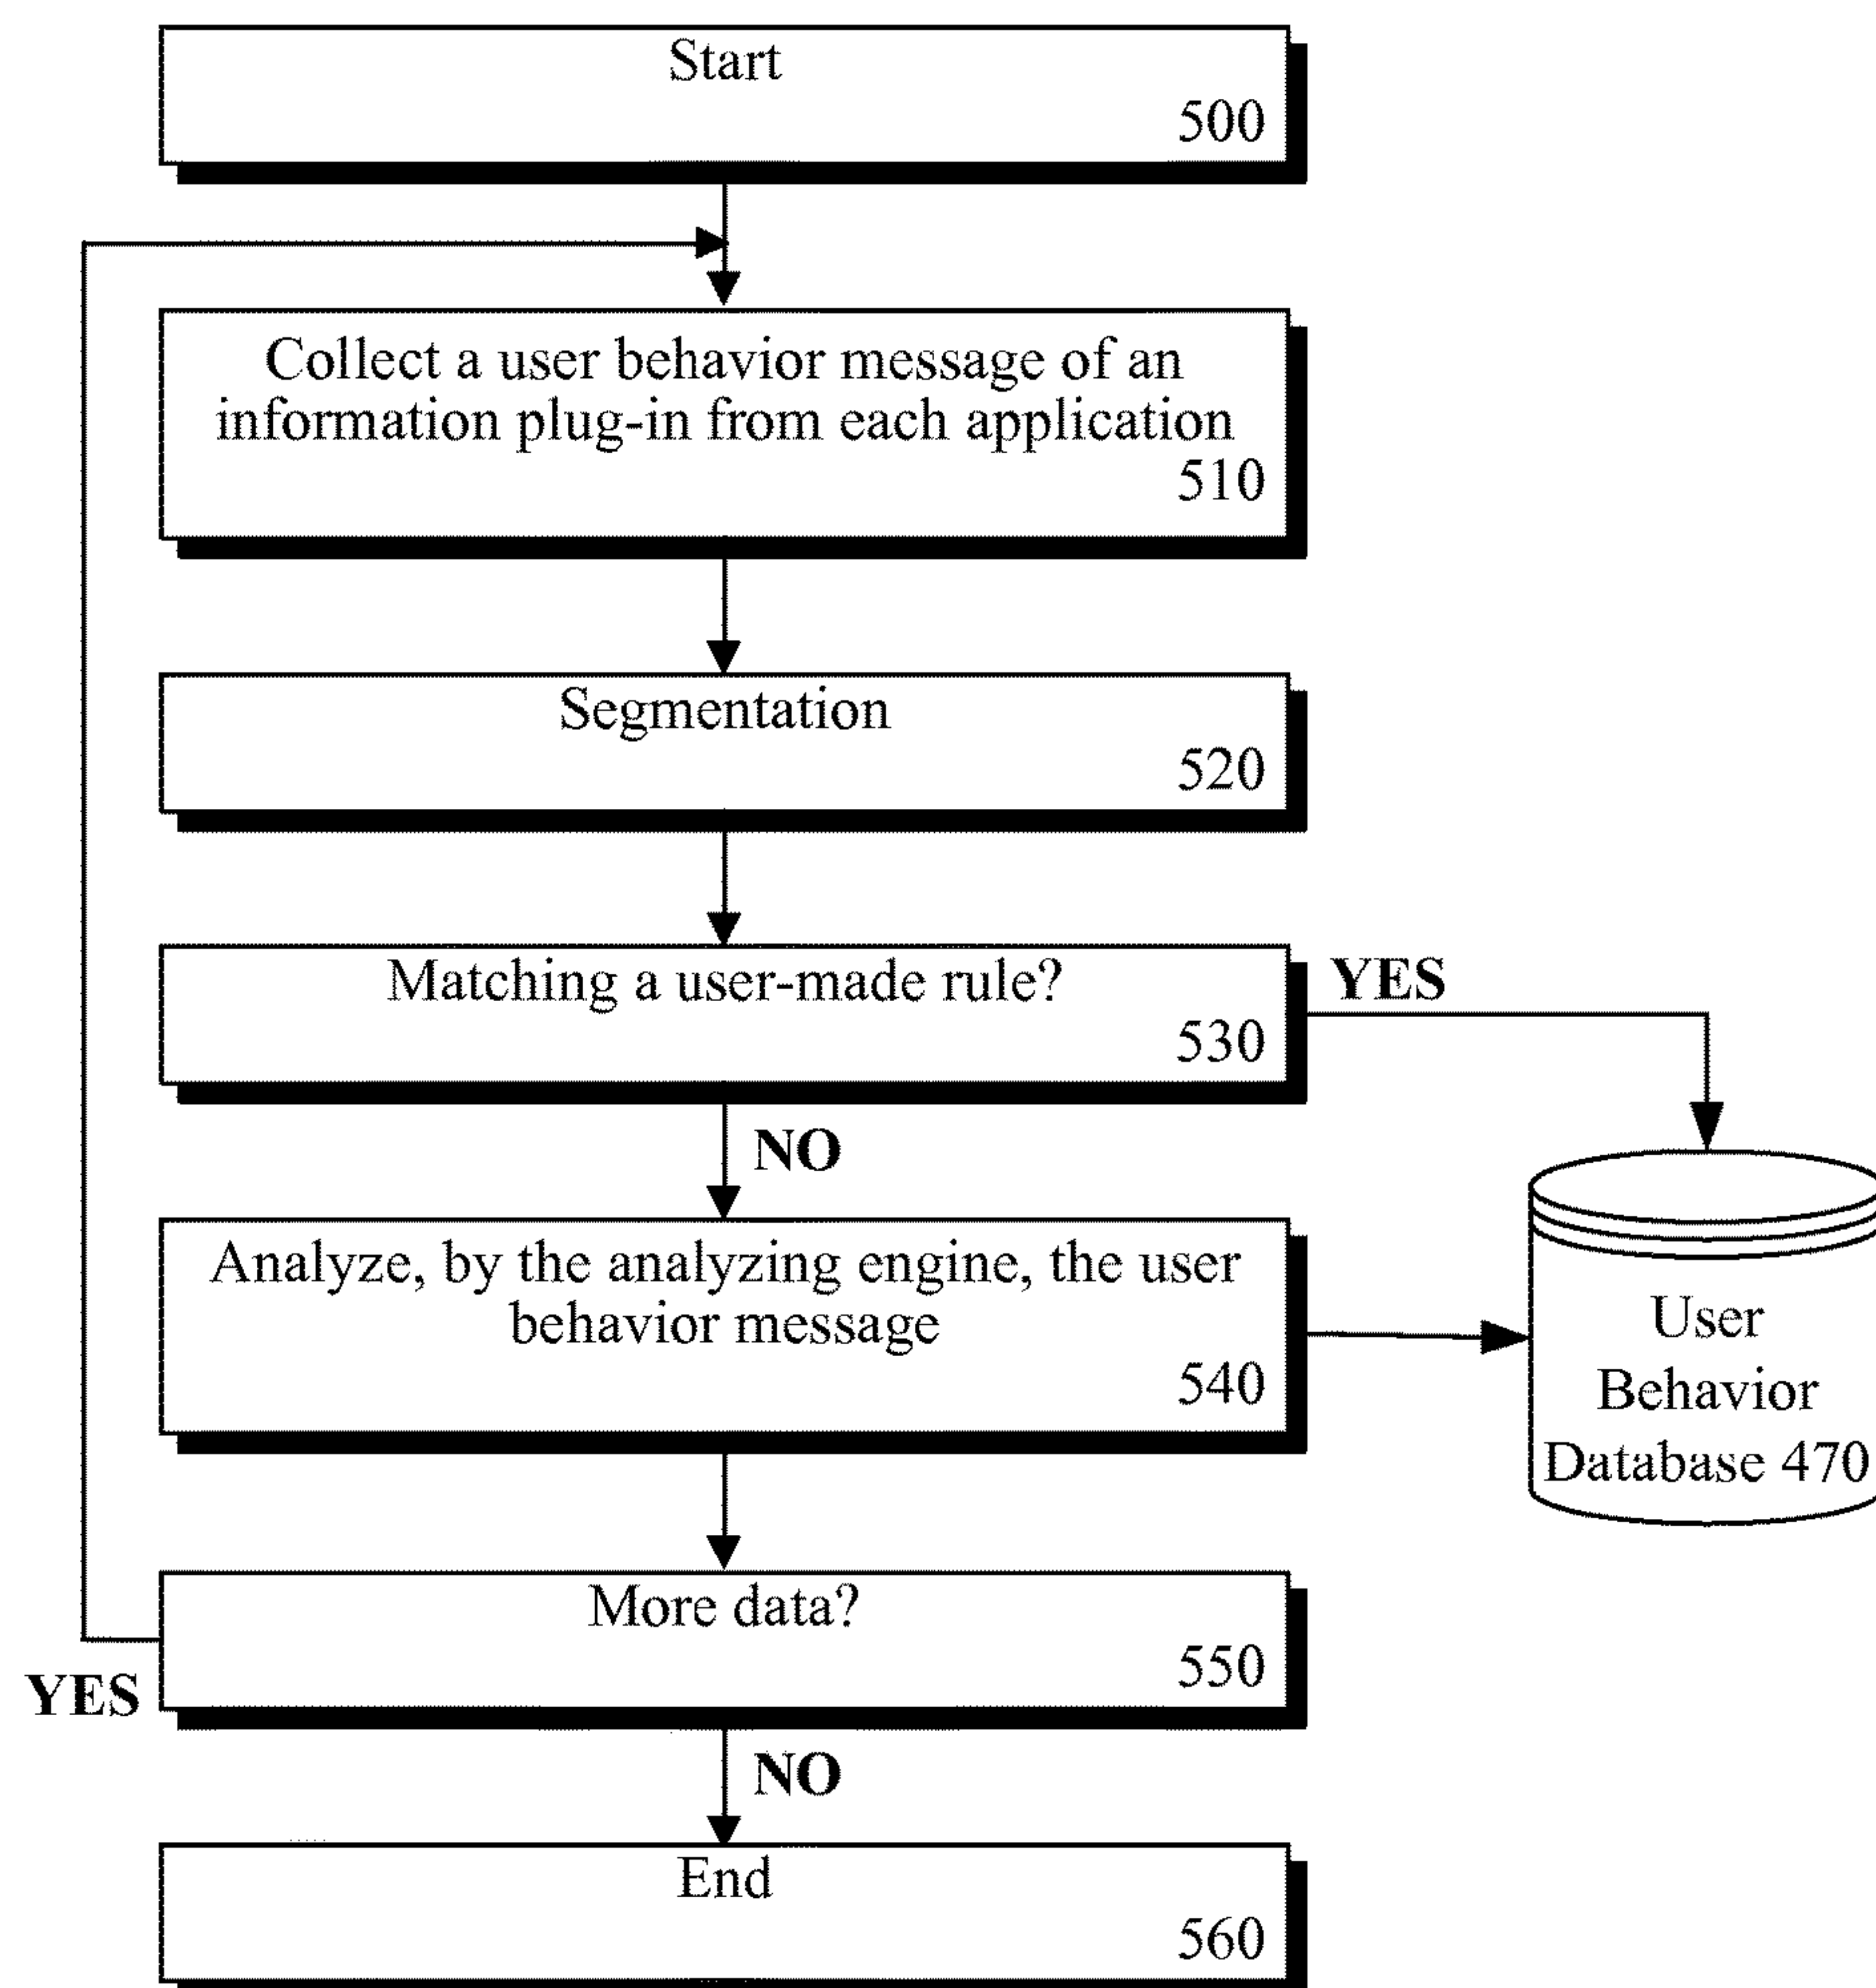 Start
500
Collect a user behavior message of an
information plug-in from each application
510
Segmentation
520
Matching a user-made rule?
530
YES
NO
Analyze, by the analyzing engine, the user
behavior message
540
User
Behavior
Database 470
More data?
550
YES
NO
End
560